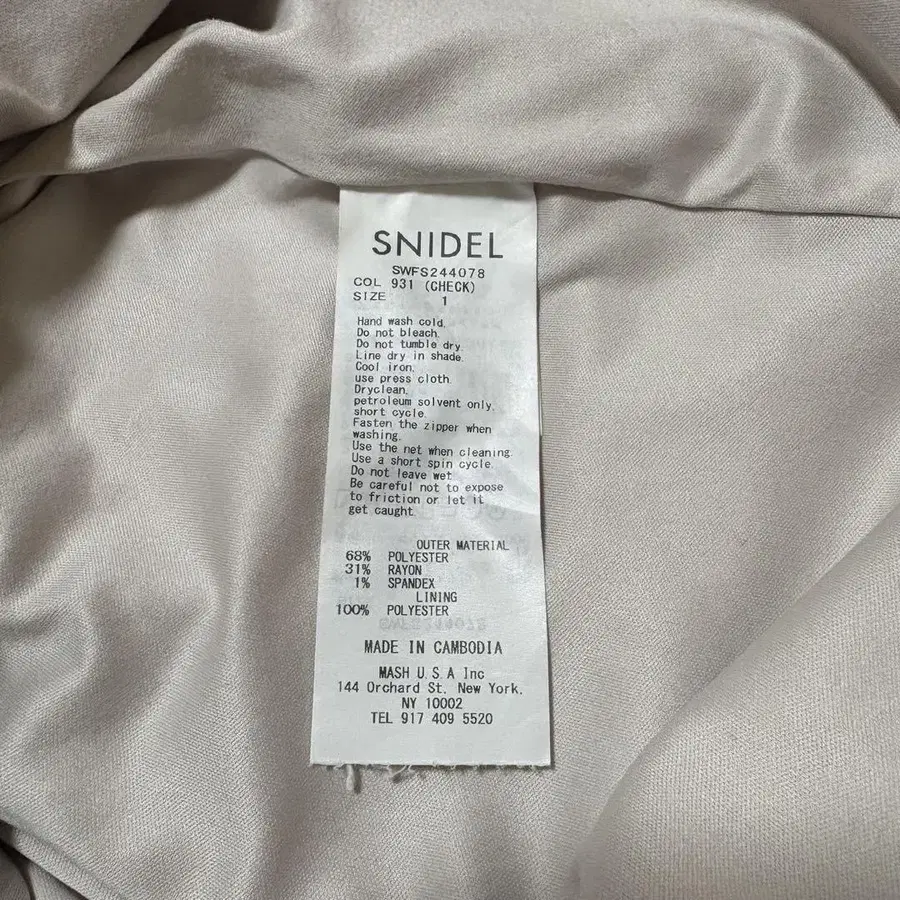 SNIDEL
SWFS244078
COL 931 (CHECK)
SIZE 1
Hand wash cold.
Do not bleach.
Do not tumble dry.
Line dry in shade.
Cool iron.
use press cloth.
Dryclean.
petroleum solvent only.
short cycle.
Fasten the zipper when
washing.
Use the net when cleaning.
Use a short spin cycle.
Do not leave wet.
Be careful not to expose
to friction or let it
get caught.
OUTER MATERIAL
68% POLYESTER
31% RAYON
1% SPANDEX
LINING
100% POLYESTER
MADE IN CAMBODIA
MASH U.S.A Inc
144 Orchard St. New York,
NY 10002
TEL 917 409 5520